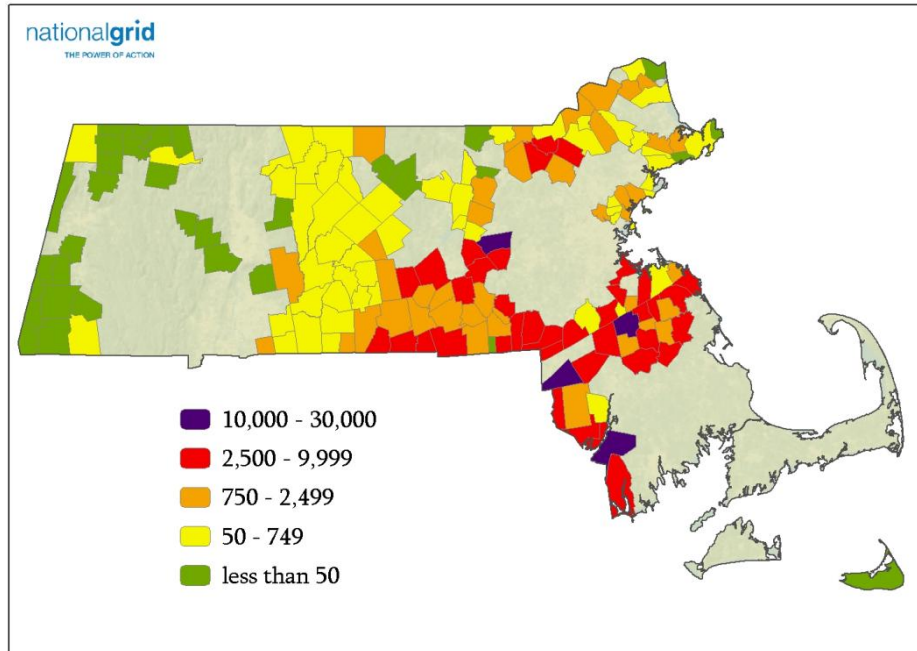 nationalgrid
THE POWER OF ACTION
10,000 - 30,000
2,500 - 9,999
750 - 2,499
50 - 749
less than 50